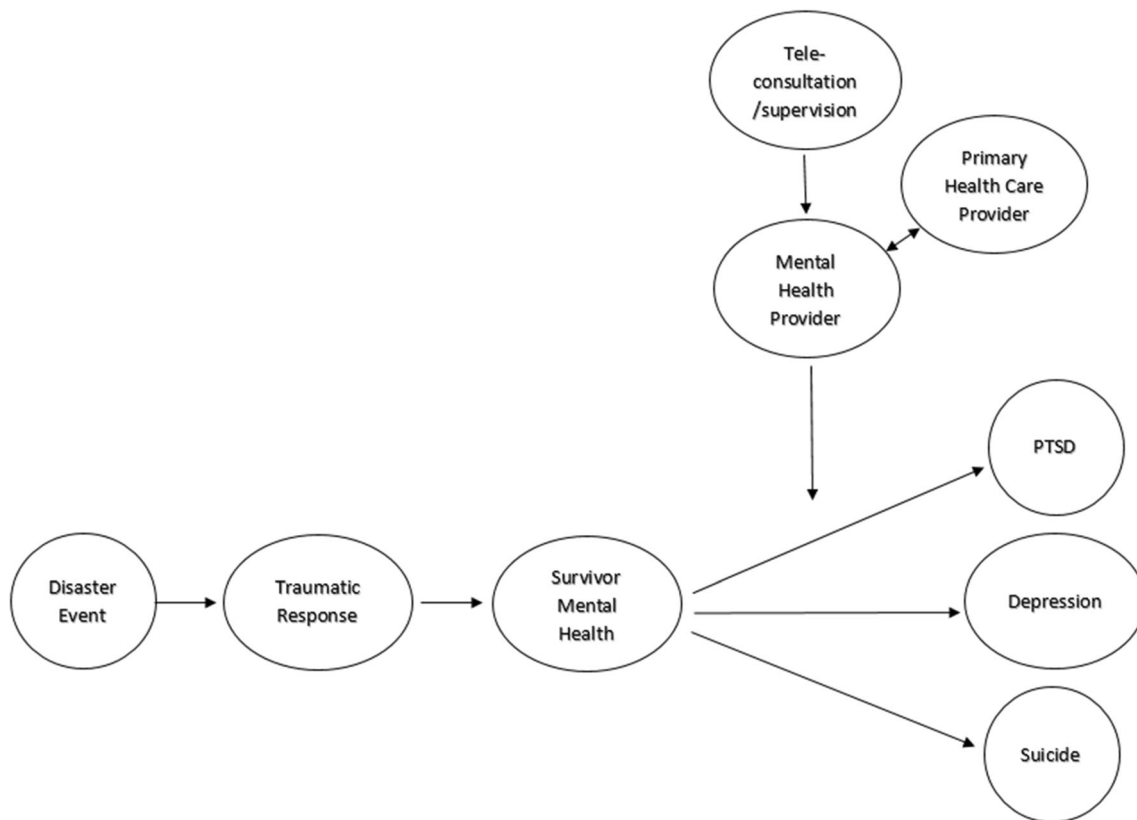 Tele-
consultation
/supervision
Primary
Health Care
Provider
Mental
Health
Provider
PTSD
Disaster
Event
Traumatic
Response
Survivor
Mental
Health
Depression
Suicide